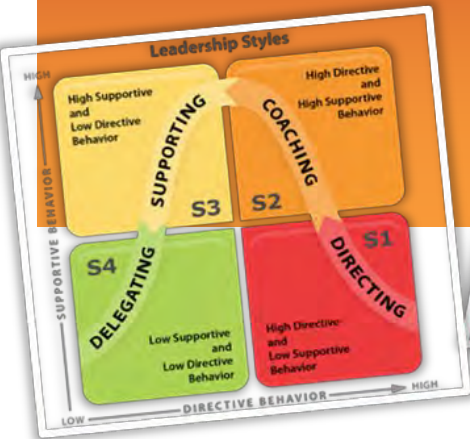 Leadership Styles
HIGH
High Supportive
and
Low Directive
Behavior
High Directive
and
High Supportive
Behavior
SUPPORTING
COACHING
S3
S2
S1
S4
DELEGATING
DIRECTING
Low Supportive
and
Low Directive
Behavior
High Directive
and
Low Supportive
Behavior
SUPPORTIVE BEHAVIOR
LOW
DIRECTIVE BEHAVIOR
HIGH